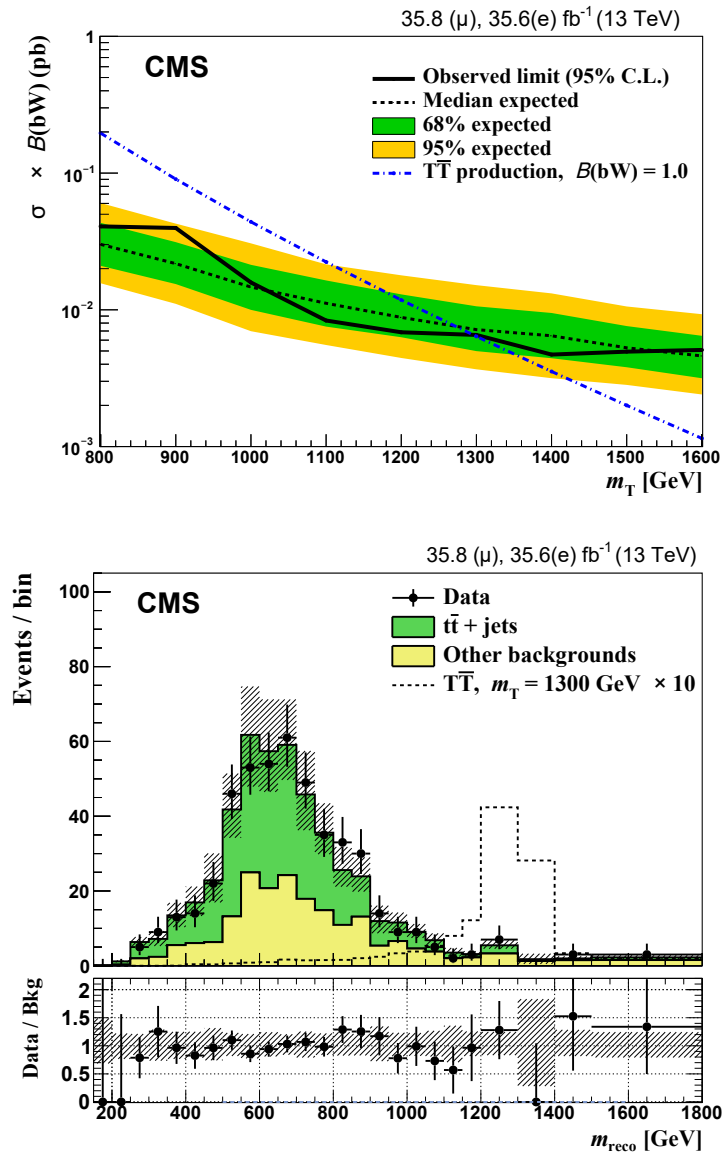 35.8 (μ), 35.6(e) fb⁻¹ (13 TeV)
CMS
Observed limit (95% C.L.)
Median expected
68% expected
95% expected
TT̅ production, B(bW) = 1.0
σ × B(bW) (pb)
1
10⁻¹
10⁻²
10⁻³
800 900 1000 1100 1200 1300 1400 1500 1600
m_T [GeV]
35.8 (μ), 35.6(e) fb⁻¹ (13 TeV)
CMS
Data
tt̅ + jets
Other backgrounds
TT̅, m_T = 1300 GeV × 10
Events / bin
100
80
60
40
20
0
Data / Bkg
2
1.5
1
0.5
0
200 400 600 800 1000 1200 1400 1600 1800
m_reco [GeV]